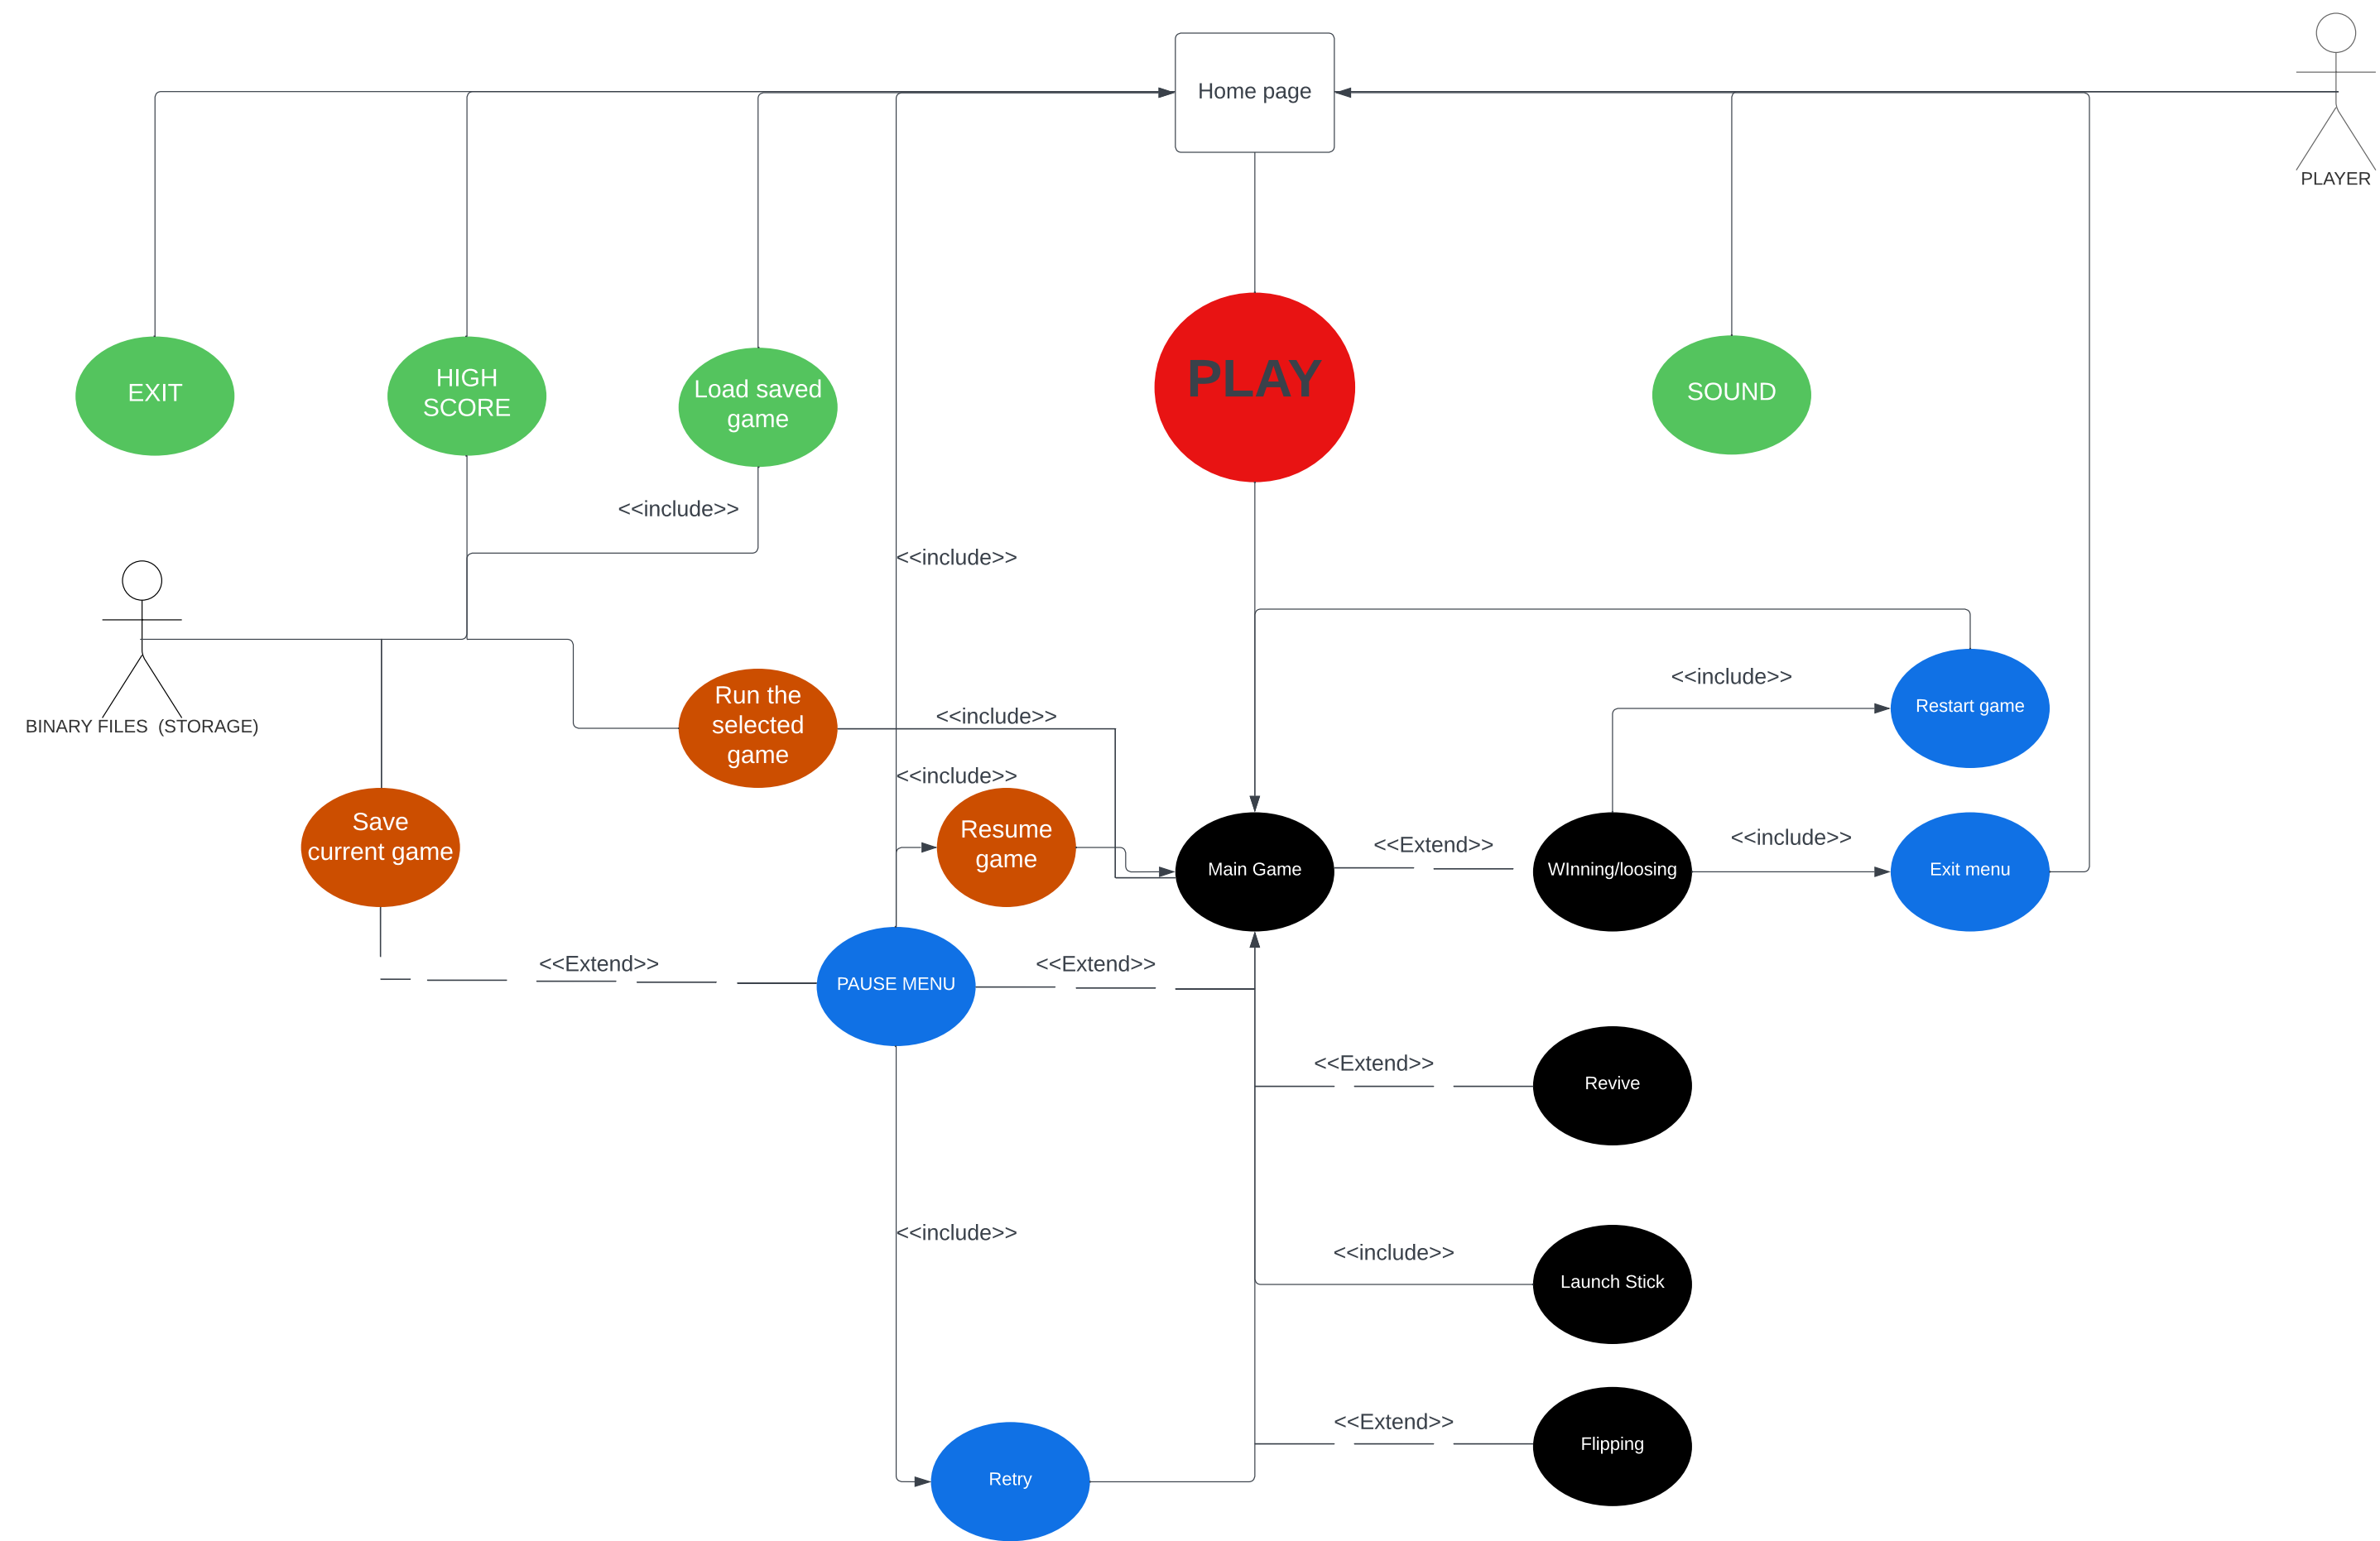 Home page
PLAYER
EXIT
HIGH
SCORE
Load saved
game
PLAY
SOUND
<<include>>
<<include>>
BINARY FILES  (STORAGE)
Run the
selected
game
<<include>>
<<include>>
<<include>>
Restart game
Save
current game
Resume
game
Main Game
<<Extend>>
WInning/loosing
<<include>>
Exit menu
<<Extend>>
PAUSE MENU
<<Extend>>
<<Extend>>
Revive
<<include>>
<<include>>
Launch Stick
<<Extend>>
Flipping
Retry